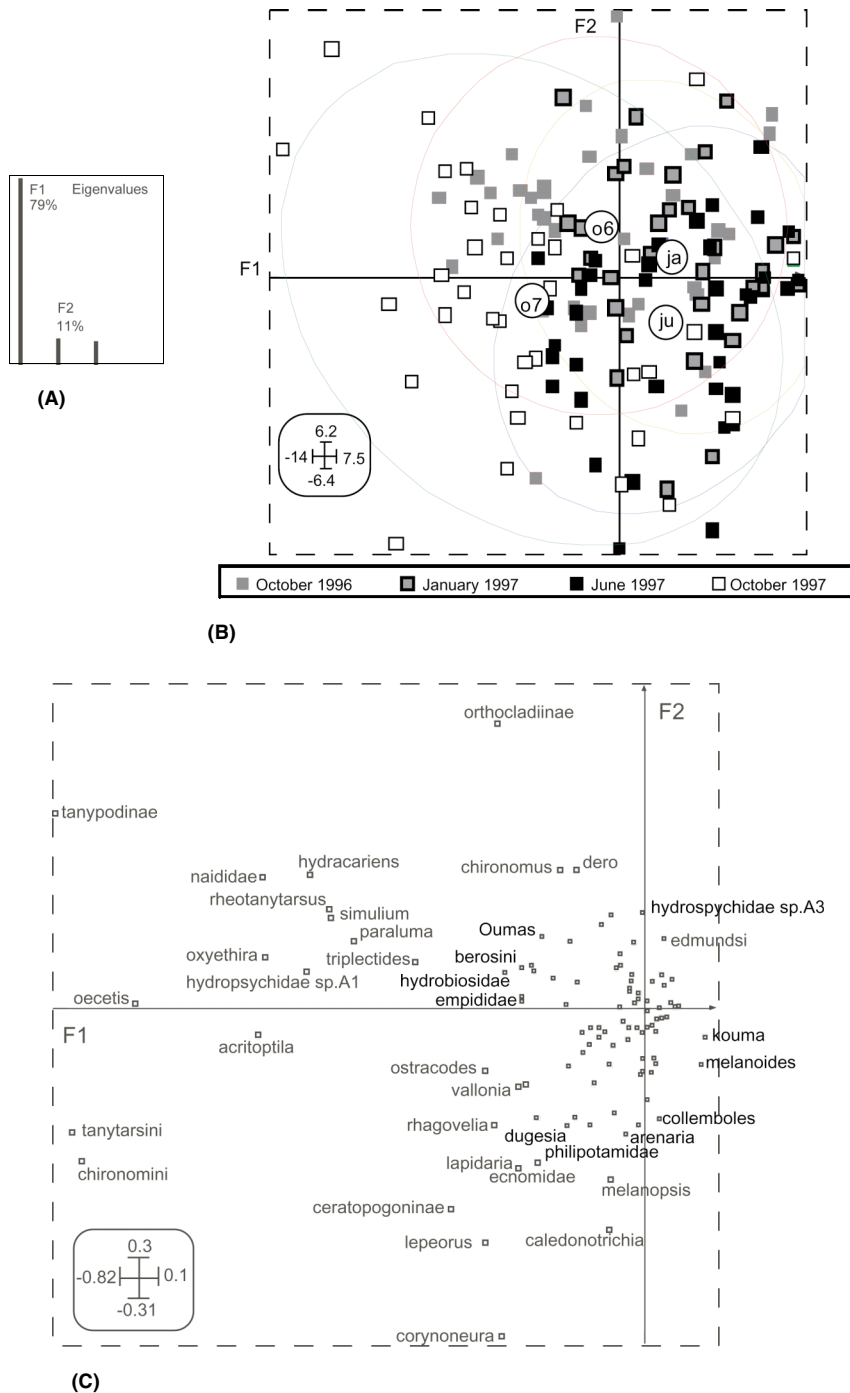 F2
F1 Eigenvalues
79%
F2
11%
(A)
o6
ja
F1
o7
ju
6.2
-14 7.5
-6.4
October 1996 January 1997 June 1997 October 1997
(B)
orthocladiinae
F2
tanypodinae
hydracariens
chironomus dero
naididae
rheotanytarsus
simulium
hydrospychidae sp.A3
paraluma
Oumas
edmundsi
oxyethira
triplectides
berosini
hydropsychidae sp.A1
hydrobiosidae
oecetis
empididae
F1
kouma
acritoptila
melanoides
ostracodes
vallonia
collemboles
rhagovelia
tanytarsini
dugesia
arenaria
philipotamidae
lapidaria
chironomini
ecnomidae
melanopsis
ceratopogoninae
caledonotrichia
lepeorus
0.3
-0.82 0.1
-0.31
corynoneura
(C)